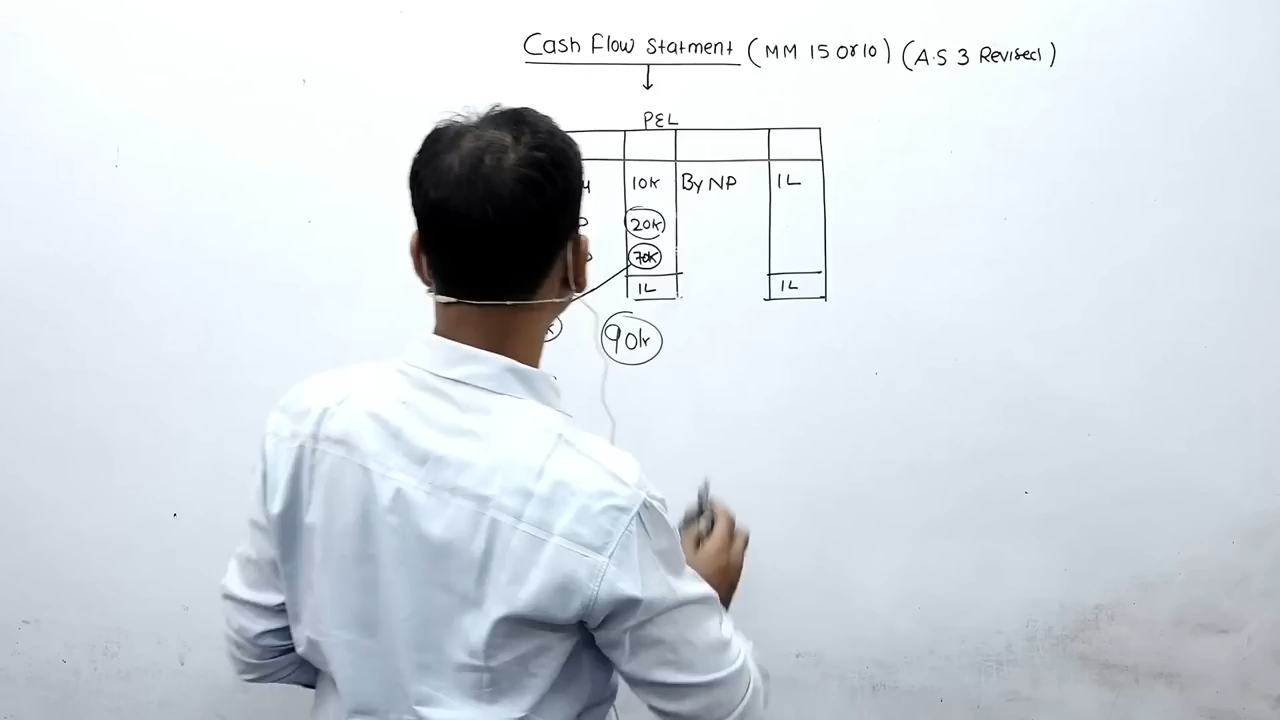 Cash Flow Statment (MM 15 or 10) (A.S 3 Revised)
P&L
10K By NP 1L
20K
70K
1L 1L
90K